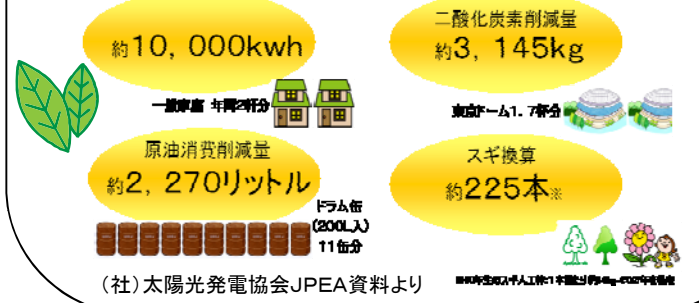 約10, 000kwh
二酸化炭素削減量
約3, 145kg
一般家庭 年間2軒分
東京ドーム1. 7杯分
原油消費削減量
約2, 270リットル
ドラム缶
(200L入)
11缶分
スギ換算
約225本※
(社)太陽光発電協会JPEA資料より